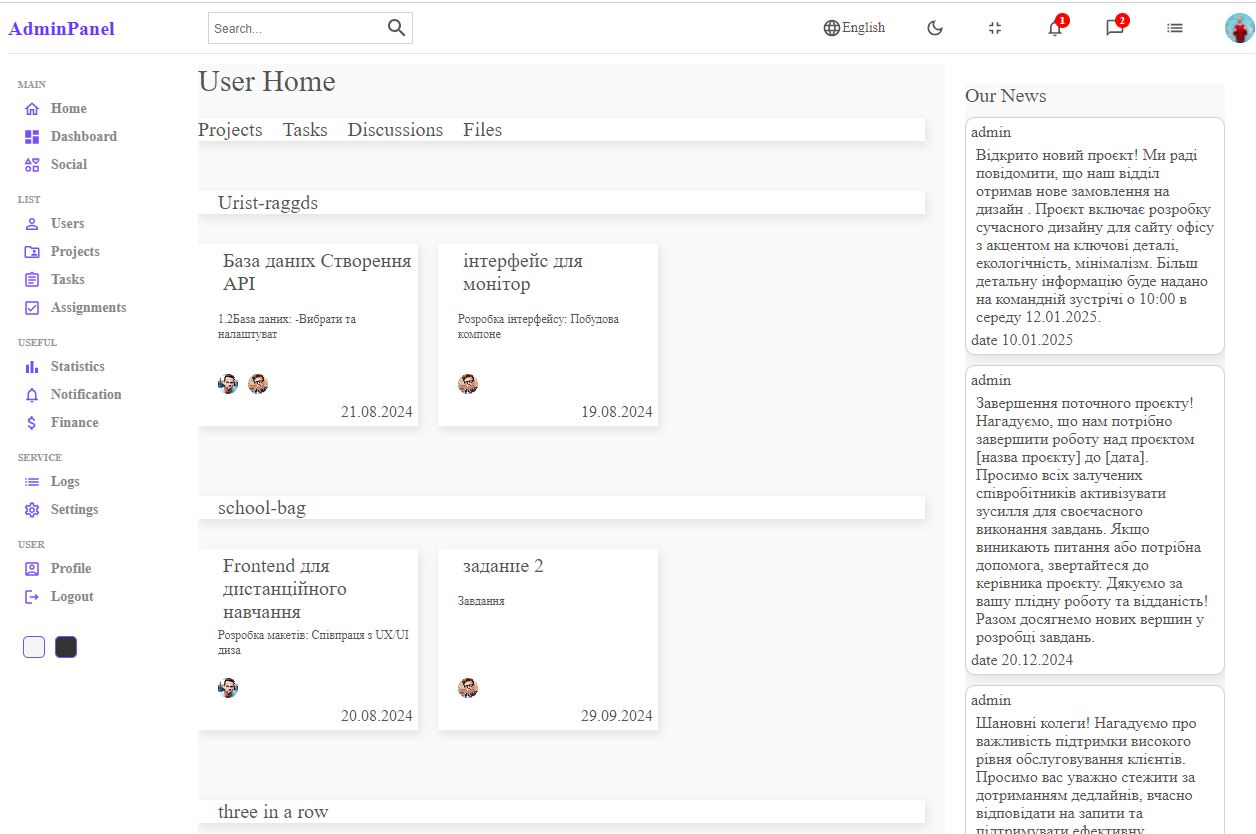 AdminPanel
Search...
English
1
2
MAIN
Home
Dashboard
Social
LIST
Users
Projects
Tasks
Assignments
USEFUL
Statistics
Notification
Finance
SERVICE
Logs
Settings
USER
Profile
Logout
User Home
Projects Tasks Discussions Files
Urist-raggds
База даних Створення
API
1.2База даних: -Вибрати та
налаштуват
21.08.2024
інтерфейс для
монітор
Розробка інтерфейсу: Побудова
компоне
19.08.2024
school-bag
Frontend для
дистанційного
навчання
Розробка макетів: Співпраця з UX/UI
диза
20.08.2024
задание 2
Завдання
29.09.2024
three in a row
Our News
admin
Відкрито новий проєкт! Ми раді
повідомити, що наш відділ
отримав нове замовлення на
дизайн . Проєкт включає розробку
сучасного дизайну для сайту офісу
з акцентом на ключові деталі,
екологічність, мінімалізм. Більш
детальну інформацію буде надано
на командній зустрічі о 10:00 в
середу 12.01.2025.
date 10.01.2025
admin
Завершення поточного проєкту!
Нагадуємо, що нам потрібно
завершити роботу над проєктом
[назва проєкту] до [дата].
Просимо всіх залучених
співробітників активізувати
зусилля для своєчасного
виконання завдань. Якщо
виникають питання або потрібна
допомога, звертайтеся до
керівника проєкту. Дякуємо за
вашу плідну роботу та відданість!
Разом досягнемо нових вершин у
розробці завдань.
date 20.12.2024
admin
Шановні колеги! Нагадуємо про
важливість підтримки високого
рівня обслуговування клієнтів.
Просимо вас уважно стежити за
дотриманням дедлайнів, вчасно
відповідати на запити та
підтримувати ефективну